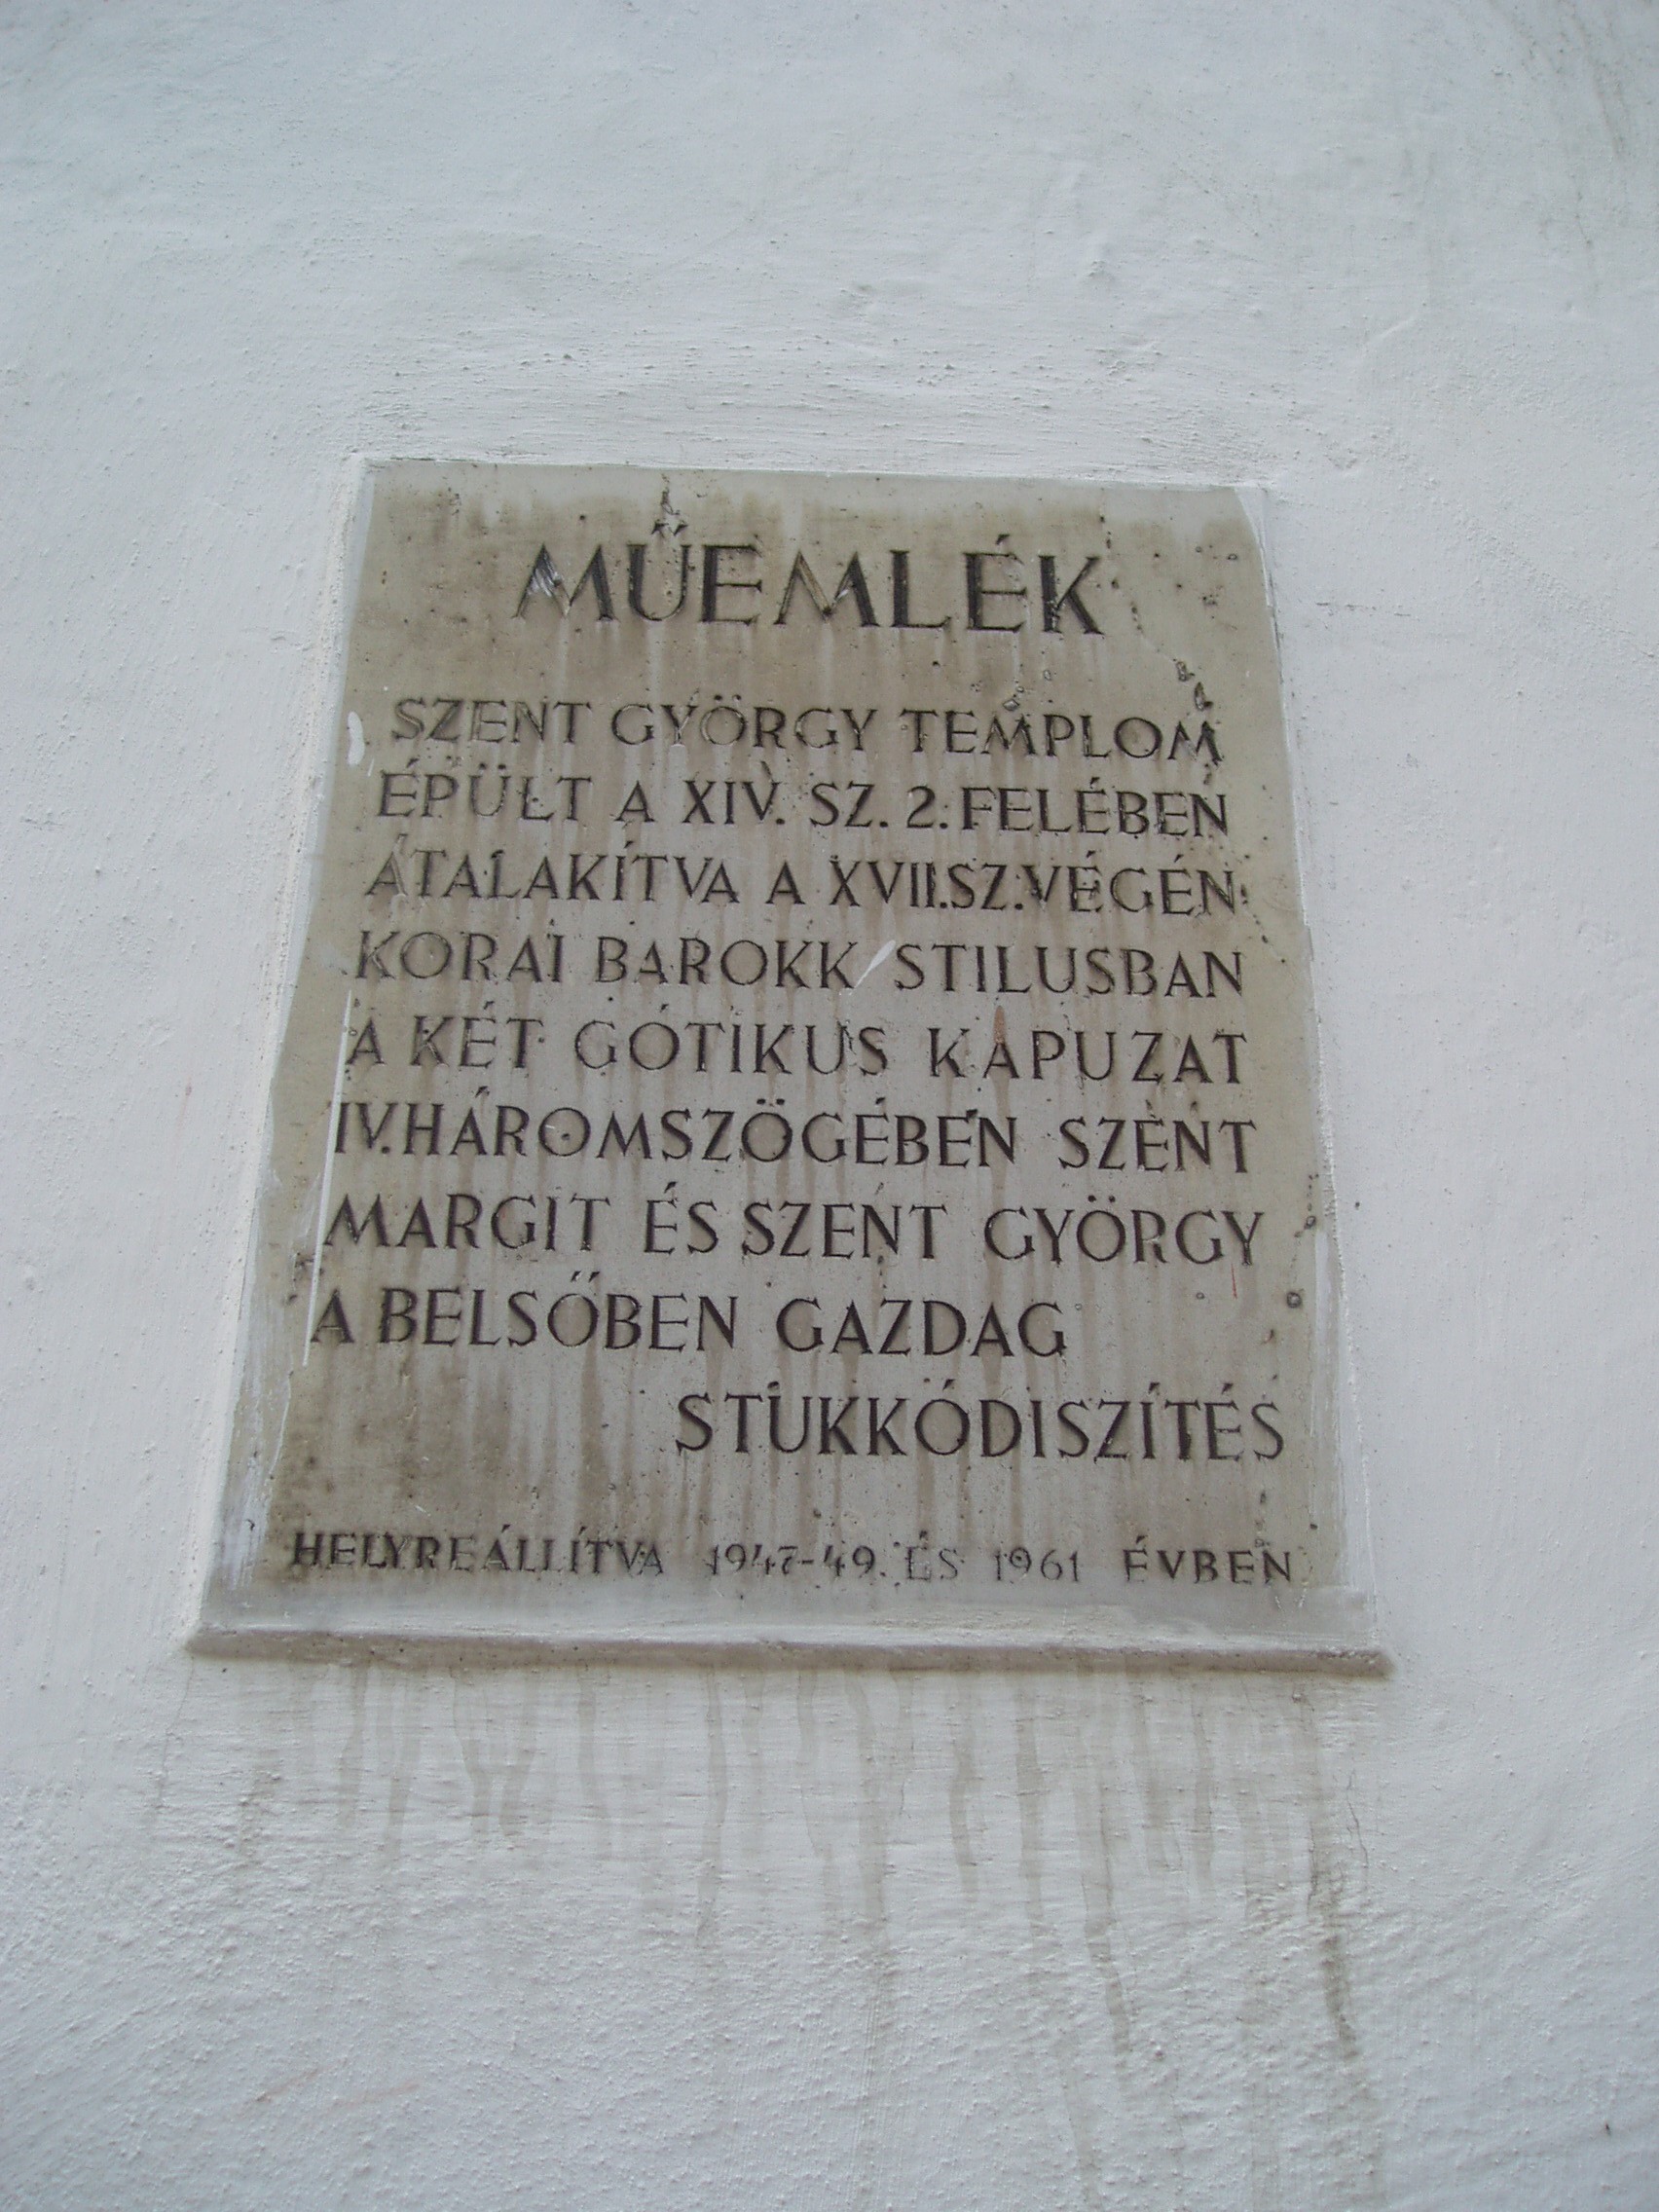 MŰEMLÉK
SZENT GYÖRGY TEMPLOM
ÉPÜLT A XIV. SZ. 2. FELÉBEN
ÁTALAKÍTVA A XVII. SZ. VÉGÉN
KORAI BAROKK STILUSBAN
A KÉT GÓTIKUS KAPUZAT
IV. HÁROMSZÖGÉBEN SZENT
MARGIT ÉS SZENT GYÖRGY
A BELSŐBEN GAZDAG
STUKKÓDISZÍTÉS
HELYREÁLLÍTVA 1947-49. ÉS 1961 ÉVBEN